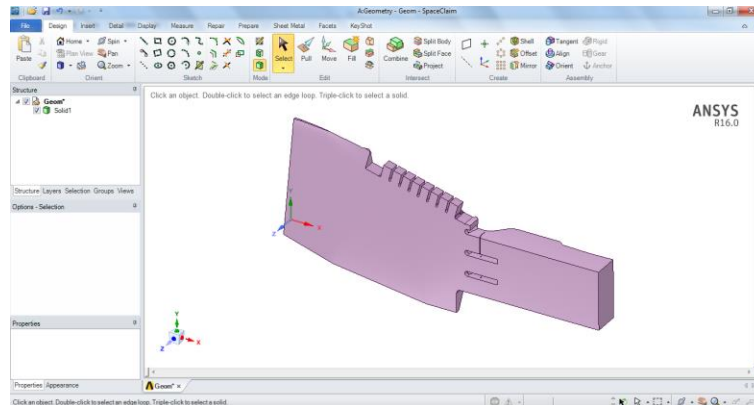 A:Geometry - Geom - SpaceClaim
File Design Insert Detail Display Measure Repair Prepare Sheet Metal Facets KeyShot
Paste
Home Spin
Plan View Pan
Zoom
Select Pull Move Fill
Combine
Split Body
Split Face
Project
Shell
Offset
Mirror
Tangent Rigid
Align Gear
Orient Anchor
Clipboard Orient Sketch Mode Edit Intersect Create Assembly
Structure
Click an object. Double-click to select an edge loop. Triple-click to select a solid.
Geom*
Solid1
ANSYS
R16.0
Structure Layers Selection Groups Views
Options - Selection
Y
X
Z
Properties
Y
X
Z
Properties Appearance
Geom* ×
Click an object. Double-click to select an edge loop. Triple-click to select a solid.